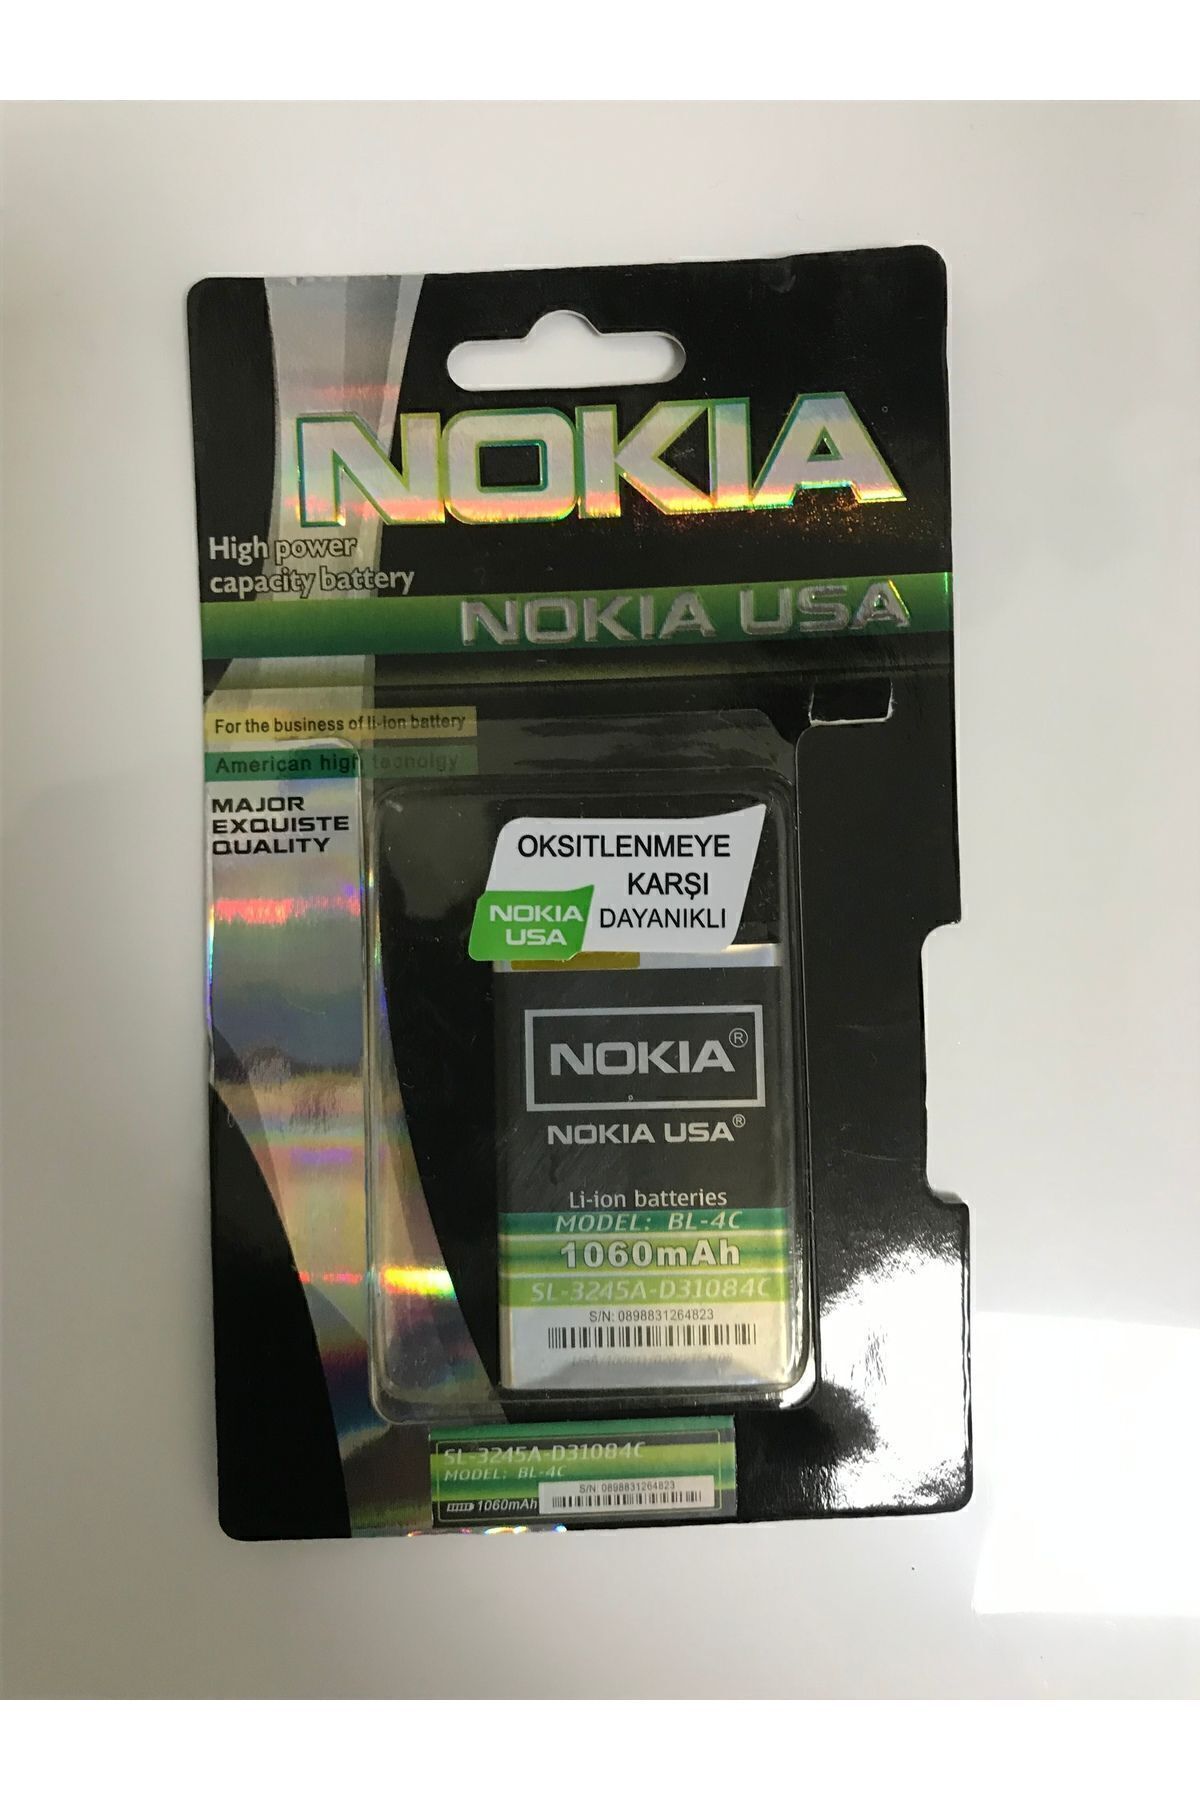 NOKIA
High power
capacity battery
NOKIA USA
For the business of li-ion battery
American high tecnolgy
MAJOR
EXQUISTE
QUALITY
OKSITLENMEYE
KARŞI
DAYANIKLI
NOKIA
USA
NOKIA®
NOKIA USA®
Li-ion batteries
MODEL: BL-4C
1060mAh
SL-3245A-D31084C
S/N: 0898831264823
SL-3245A-D31084C
MODEL: BL-4C
S/N: 0898831264823
1060mAh